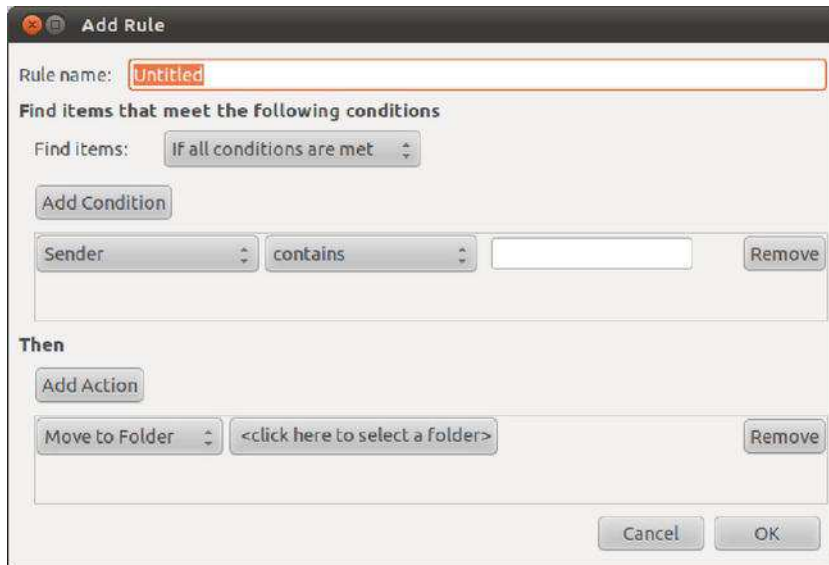 Add Rule
Rule name: Untitled
Find items that meet the following conditions
Find items: If all conditions are met
Add Condition
Sender contains Remove
Then
Add Action
Move to Folder <click here to select a folder> Remove
Cancel OK